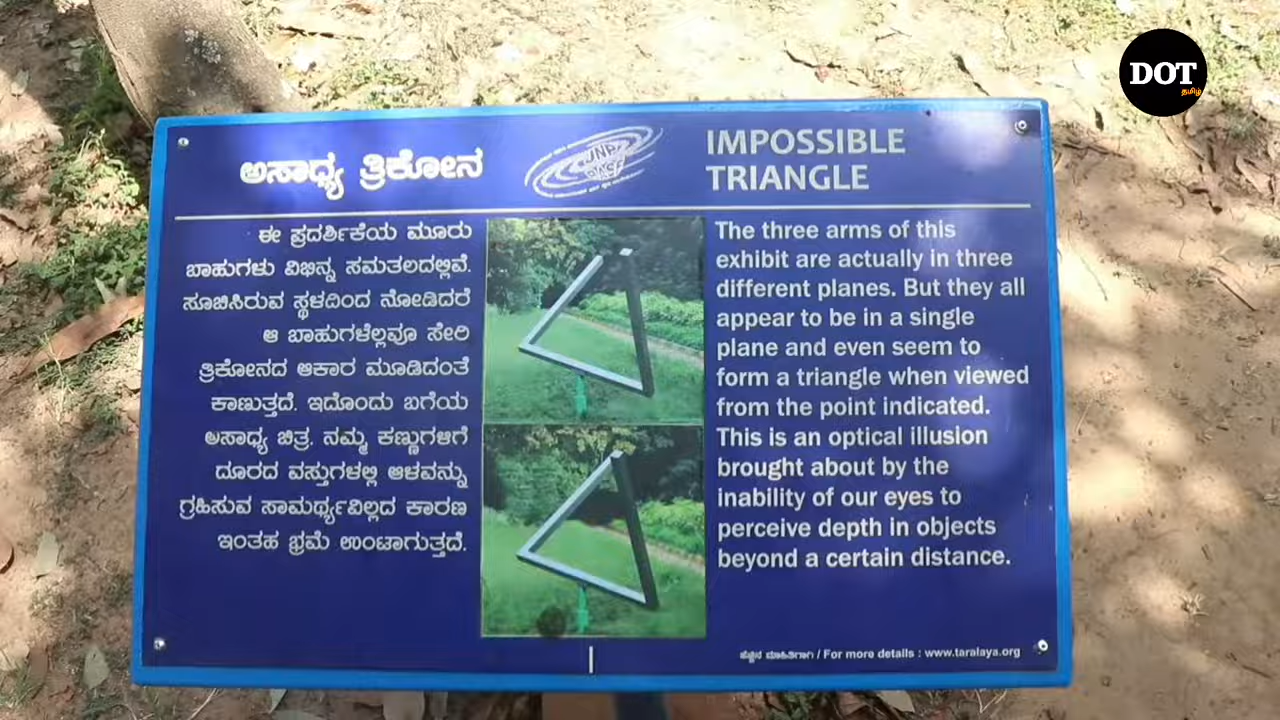 DOT
தமிழ்
ಅಸಾಧ್ಯ ತ್ರಿಕೋನ
IMPOSSIBLE
TRIANGLE
ಈ ಪ್ರದರ್ಶಿಕೆಯ ಮೂರು
ಬಾಹುಗಳು ವಿಭಿನ್ನ ಸಮತಲದಲ್ಲಿವೆ.
ಸೂಚಿಸಿರುವ ಸ್ಥಳದಿಂದ ನೋಡಿದರೆ
ಆ ಬಾಹುಗಳೆಲ್ಲವೂ ಸೇರಿ
ತ್ರಿಕೋನದ ಆಕಾರ ಮೂಡಿದಂತೆ
ಕಾಣುತ್ತದೆ. ಇದೊಂದು ಬಗೆಯ
ಅಸಾಧ್ಯ ಚಿತ್ರ. ನಮ್ಮ ಕಣ್ಣುಗಳಿಗೆ
ದೂರದ ವಸ್ತುಗಳಲ್ಲಿ ಆಳವನ್ನು
ಗ್ರಹಿಸುವ ಸಾಮರ್ಥ್ಯವಿಲ್ಲದ ಕಾರಣ
ಇಂತಹ ಭ್ರಮೆ ಉಂಟಾಗುತ್ತದೆ.
The three arms of this
exhibit are actually in three
different planes. But they all
appear to be in a single
plane and even seem to
form a triangle when viewed
from the point indicated.
This is an optical illusion
brought about by the
inability of our eyes to
perceive depth in objects
beyond a certain distance.
ಹೆಚ್ಚಿನ ಮಾಹಿತಿಗಾಗಿ / For more details : www.taralaya.org